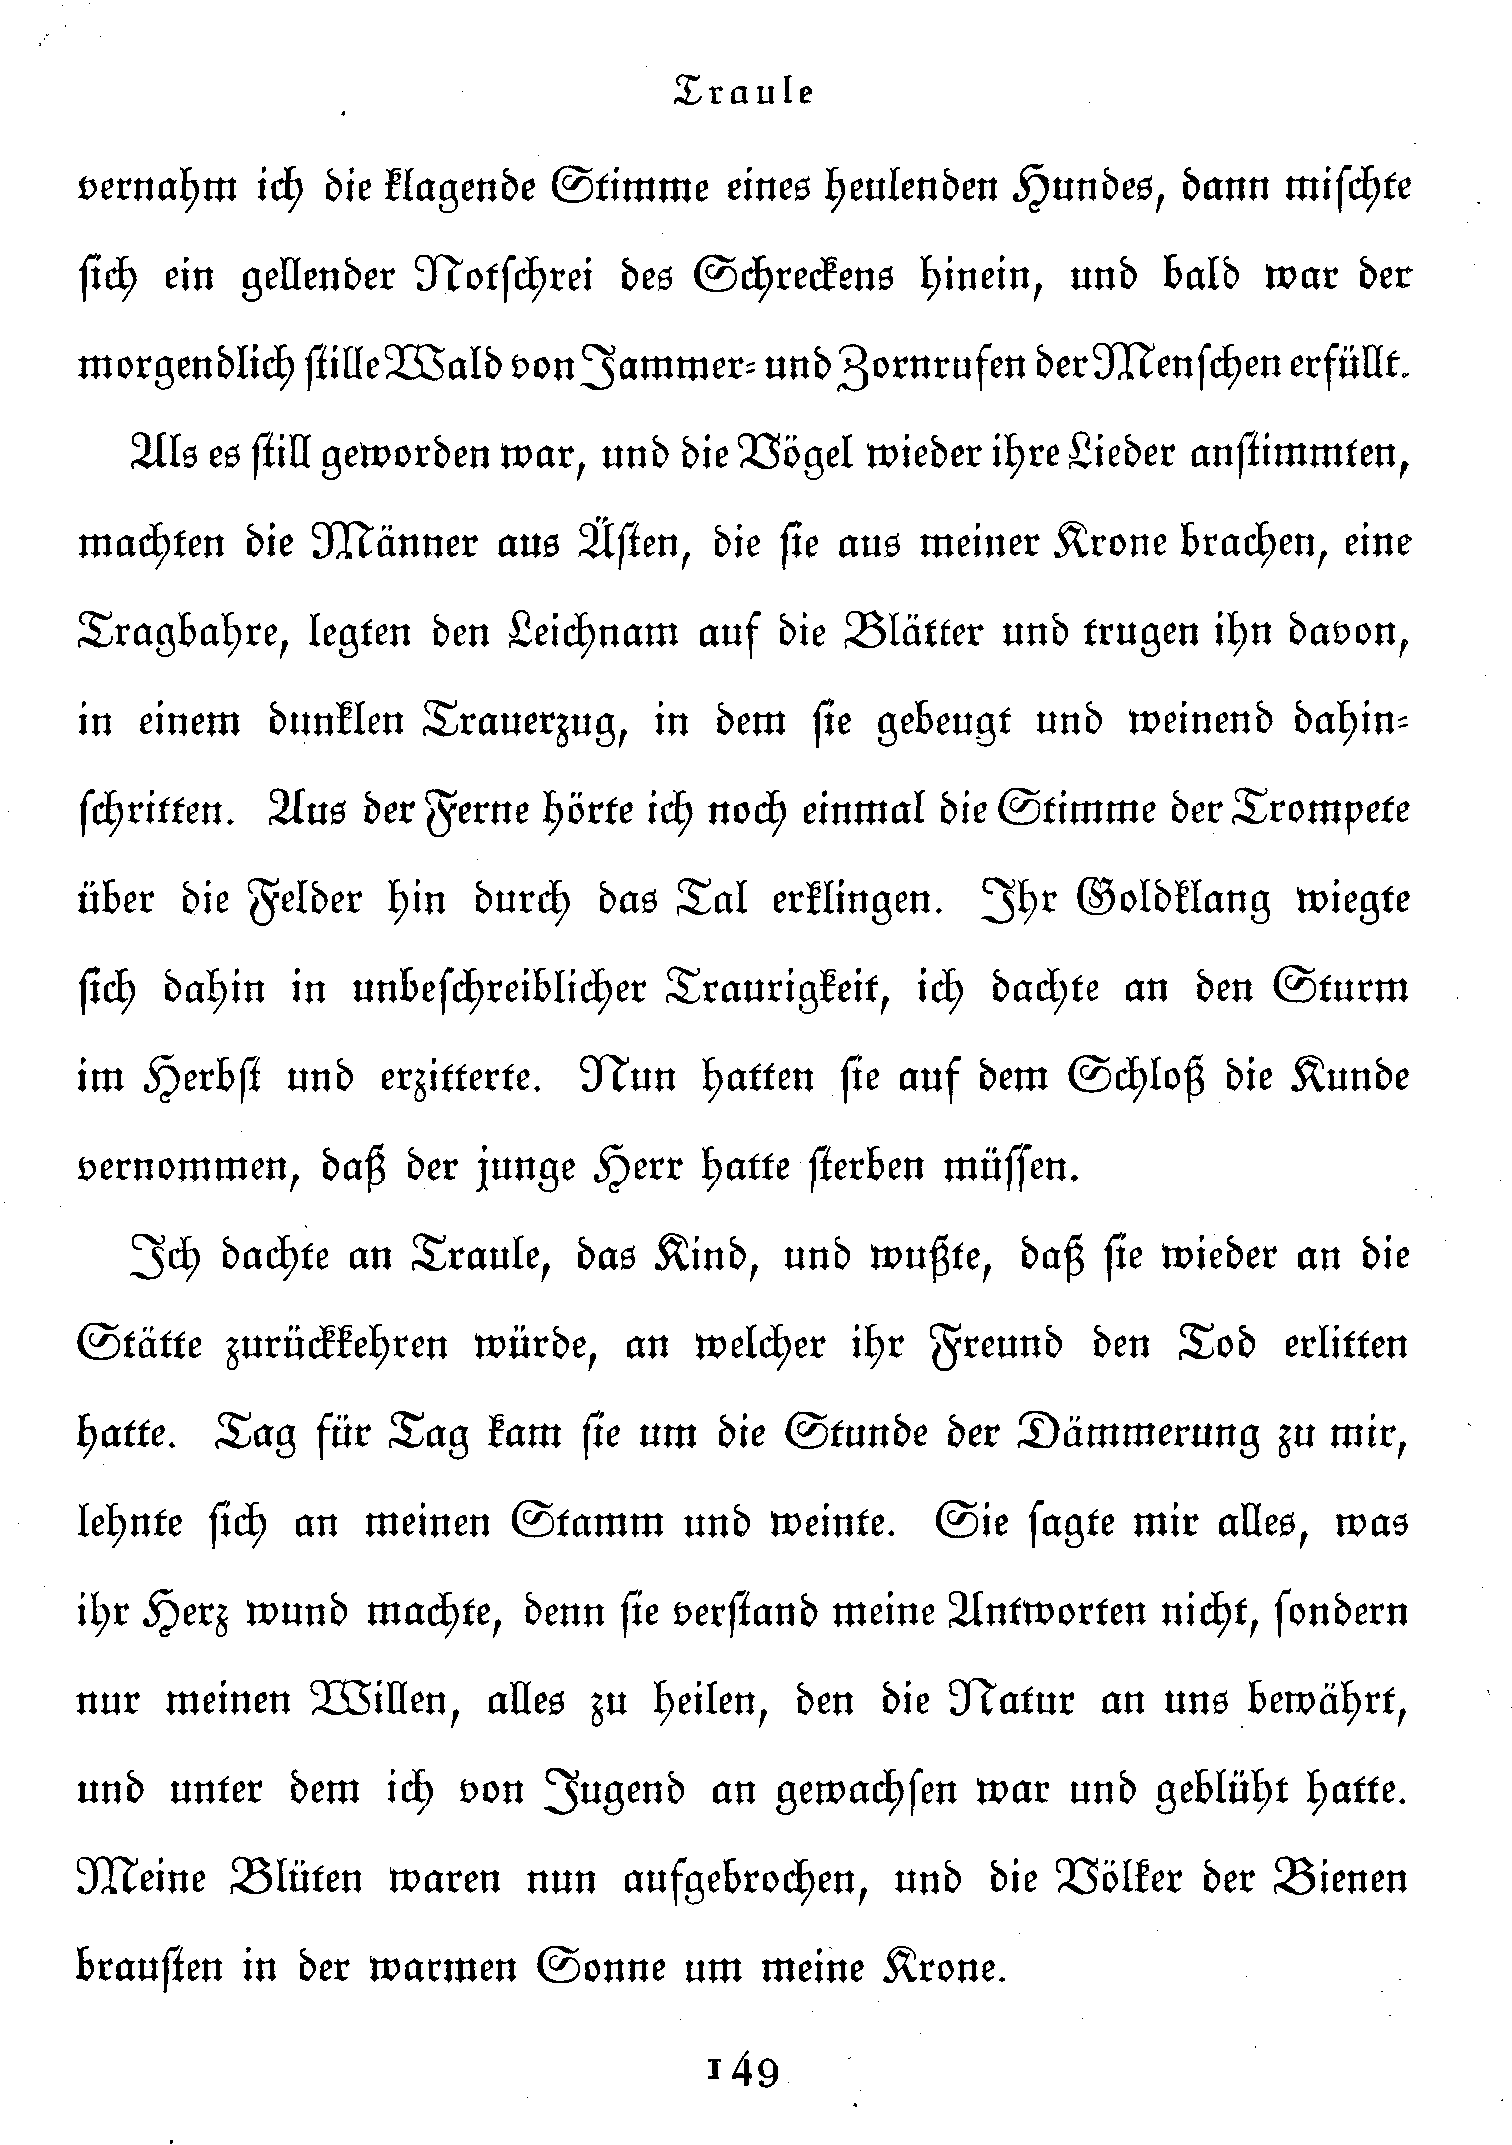 Traule
vernahm ich die klagende Stimme eines heulenden Hundes, dann mischte
sich ein gellender Notschrei des Schreckens hinein, und bald war der
morgendlich stille Wald von Jammer- und Zornrufen der Menschen erfüllt.
Als es still geworden war, und die Vögel wieder ihre Lieder anstimmten,
machten die Männer aus Ästen, die sie aus meiner Krone brachen, eine
Tragbahre, legten den Leichnam auf die Blätter und trugen ihn davon,
in einem dunklen Trauerzug, in dem sie gebeugt und weinend dahin-
schritten. Aus der Ferne hörte ich noch einmal die Stimme der Trompete
über die Felder hin durch das Tal erklingen. Ihr Goldklang wiegte
sich dahin in unbeschreiblicher Traurigkeit, ich dachte an den Sturm
im Herbst und erzitterte. Nun hatten sie auf dem Schloß die Kunde
vernommen, daß der junge Herr hatte sterben müssen.
Ich dachte an Traule, das Kind, und wußte, daß sie wieder an die
Stätte zurückkehren würde, an welcher ihr Freund den Tod erlitten
hatte. Tag für Tag kam sie um die Stunde der Dämmerung zu mir,
lehnte sich an meinen Stamm und weinte. Sie sagte mir alles, was
ihr Herz wund machte, denn sie verstand meine Antworten nicht, sondern
nur meinen Willen, alles zu heilen, den die Natur an uns bewährt,
und unter dem ich von Jugend an gewachsen war und geblüht hatte.
Meine Blüten waren nun aufgebrochen, und die Völker der Bienen
brausten in der warmen Sonne um meine Krone.
149